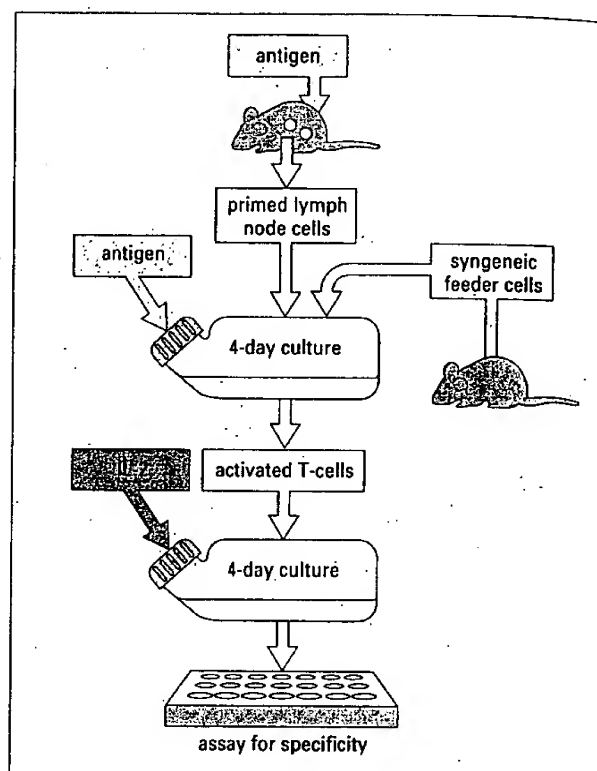 antigen
primed lymph
node cells
antigen
syngeneic
feeder cells
4-day culture
activated T-cells
4-day culture
assay for specificity